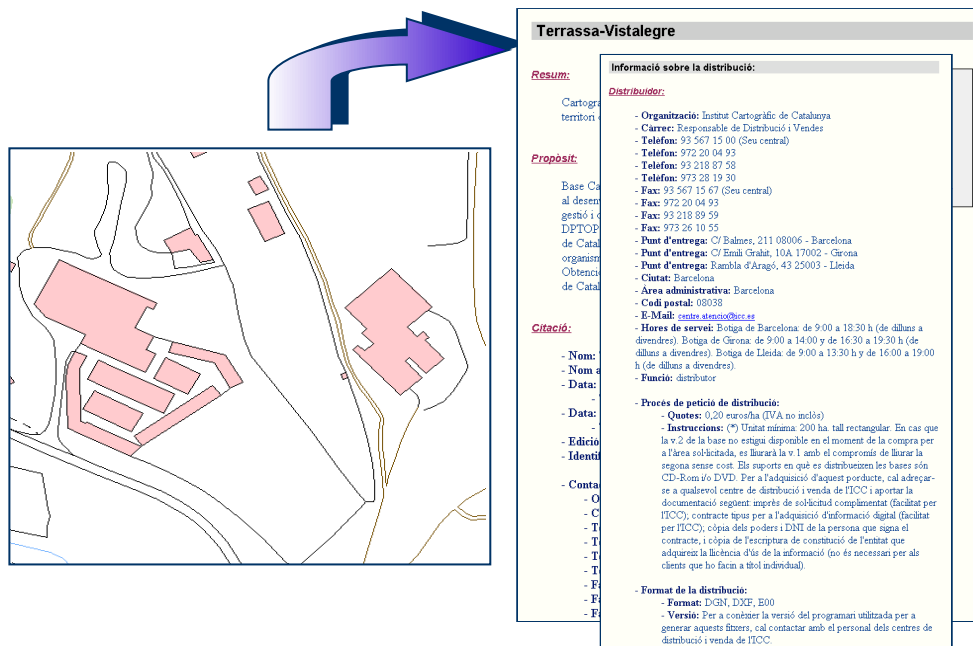 Terrassa-Vistalegre
Resum:
territori
Propòsit:
Base
gestió i
DPTOP
de
organism
de
Citació:
- Nom:
- Nom
- Data:
- Data:
Informació sobre la distribució:
Distribuïdor:
- Organització: Institut Cartogràfic de Catalunya
- Càrrec: Responsable de Distribució i Vendes
- Telèfon: 93 567 15 00 (Seu central)
- Telèfon: 972 20 04 93
- Telèfon: 93 218 87 58
- Telèfon: 973 28 19 30
- Fax: 93 567 15 67 (Seu central)
- Fax: 972 20 04 93
- Fax: 93 218 89 59
- Fax: 973 26 10 55
- Punt d'entrega: C/ Balmes, 211 08006 - Barcelona
- Punt d'entrega: C/ Emili Grahit, 10A 17002 - Girona
- Punt d'entrega: Rambla d'Aragó, 43 25003 - Lleida
- Ciutat: Barcelona
- Àrea administrativa: Barcelona
- Codi postal: 08038
- E-Mail: centre.atencio@icc.es
- Hores de servei: Botiga de Barcelona: de 9:00 a 18:30 h (de dilluns a
divendres). Botiga de Girona: de 9:00 a 14:00 y de 16:30 a 19:30 h (de
dilluns a divendres). Botiga de Lleida: de 9:00 a 13:30 h y de 16:00 a 19:00
h (de dilluns a divendres).
- Funció: distributor
- Procés de petició de distribució:
- Quotes: 0,20 euros/ha (IVA no inclòs)
- Instruccions: (*) Unitat mínima: 200 ha. tall rectangular. En cas que
la v.2 de la base no estigui disponible en el moment de la compra per
a l'àrea sol·licitada, es lliurarà la v.1 amb el compromís de lliurar la
segona sense cost. Els suports en què es distribueixen les bases són
CD-Rom i/o DVD. Per a l'adquisició d'aquest porducte, cal adreçar-
se a qualsevol centre de distribució i venda de l'ICC i aportar la
documentació següent: imprès de sol·licitud complimentat (facilitat per
l'ICC); contracte tipus per a l'adquisició d'informació digital (facilitat
per l'ICC); còpia dels poders i DNI de la persona que signa el
contracte, i còpia de l'escriptura de constitució de l'entitat que
adquireix la llicència d'ús de la informació (no és necessari per als
clients que ho facin a títol individual).
- Format de la distribució:
- Format: DGN, DXF, E00
- Versió: Per a conèixer la versió del programari utilitzada per a
generar aquests fitxers, cal contactar amb el personal dels centres de
distribució i venda de l'ICC.